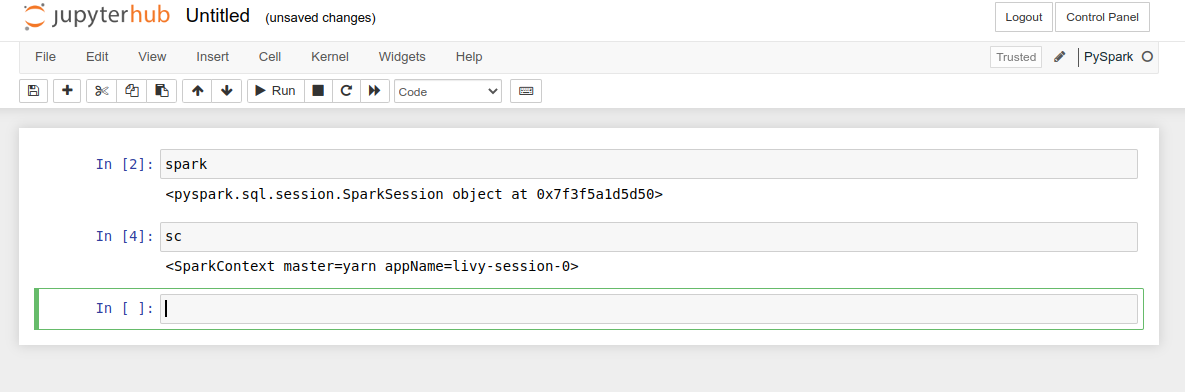 jupyterhub Untitled (unsaved changes) Logout Control Panel
File Edit View Insert Cell Kernel Widgets Help Trusted PySpark
Run Code
In [2]: spark
<pyspark.sql.session.SparkSession object at 0x7f3f5a1d5d50>
In [4]: sc
<SparkContext master=yarn appName=livy-session-0>
In [ ]: